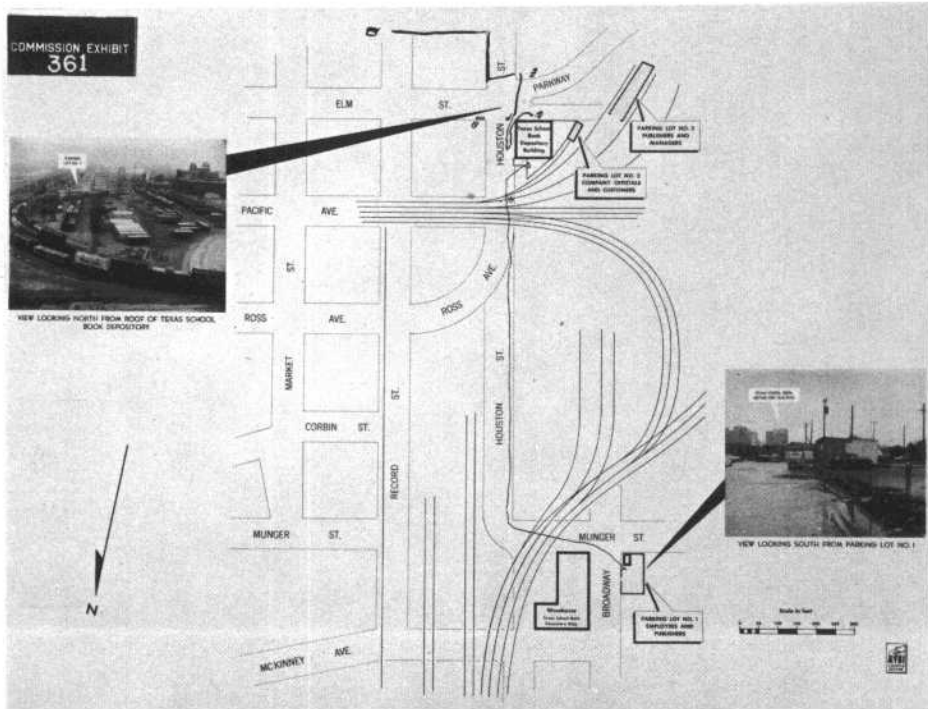 COMMISSION EXHIBIT
361
ST.
PARKWAY
ELM ST.
HOUSTON
Texas School
Book
Depository
Building
PARKING LOT NO. 3
PUBLISHERS AND
MANAGERS
PARKING LOT NO. 2
COMPANY OFFICIALS
AND CUSTOMERS
PACIFIC AVE.
VIEW LOOKING NORTH FROM ROOF OF TEXAS SCHOOL
BOOK DEPOSITORY
ST.
ROSS AVE.
ROSS AVE.
MARKET
ST.
HOUSTON ST.
CORBIN ST.
RECORD
MUNGER ST.
MUNGER ST.
VIEW LOOKING SOUTH FROM PARKING LOT NO. 1
N
Warehouse
Texas School Book
Depository Bldg.
BROADWAY
PARKING LOT NO. 1
EMPLOYEES AND
PUBLISHERS
Scale in feet
MCKINNEY AVE.